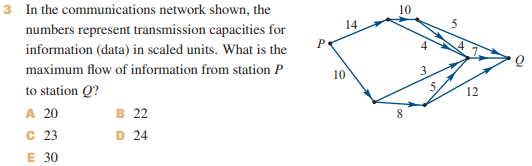 3 In the communications network shown, the
numbers represent transmission capacities for
information (data) in scaled units. What is the
maximum flow of information from station P
to station Q?
A 20 B 22
C 23 D 24
E 30
10
14
5
P
4
4
7
Q
10
3
5
12
8